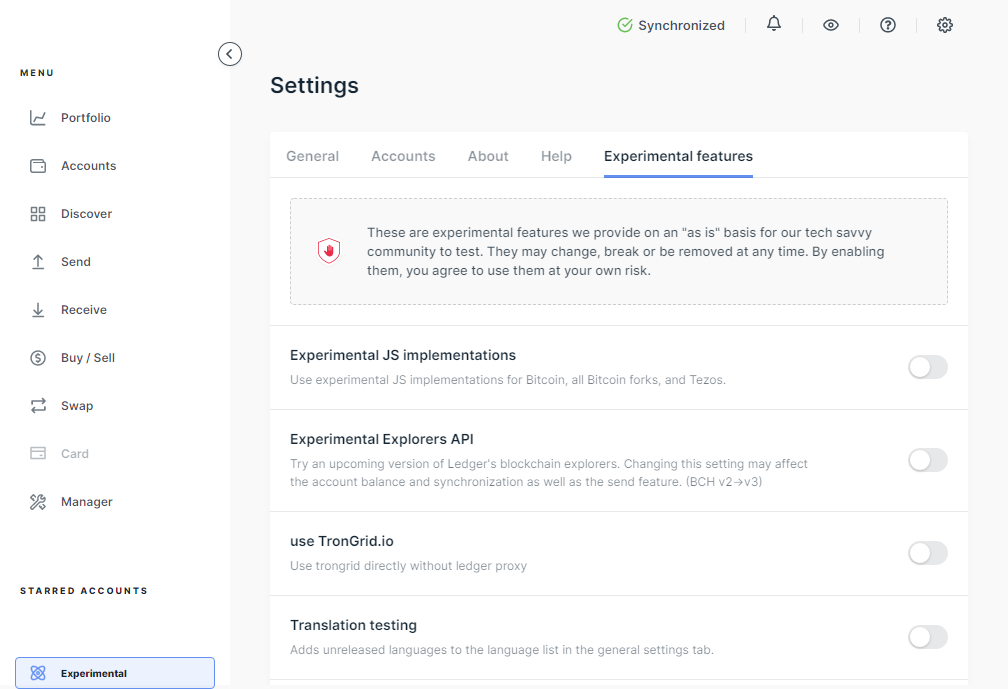 Synchronized
MENU
Portfolio
Accounts
Discover
Send
Receive
Buy / Sell
Swap
Card
Manager
STARRED ACCOUNTS
Experimental
Settings
General Accounts About Help Experimental features
These are experimental features we provide on an "as is" basis for our tech savvy
community to test. They may change, break or be removed at any time. By enabling
them, you agree to use them at your own risk.
Experimental JS implementations
Use experimental JS implementations for Bitcoin, all Bitcoin forks, and Tezos.
Experimental Explorers API
Try an upcoming version of Ledger's blockchain explorers. Changing this setting may affect
the account balance and synchronization as well as the send feature. (BCH v2->v3)
use TronGrid.io
Use trongrid directly without ledger proxy
Translation testing
Adds unreleased languages to the language list in the general settings tab.